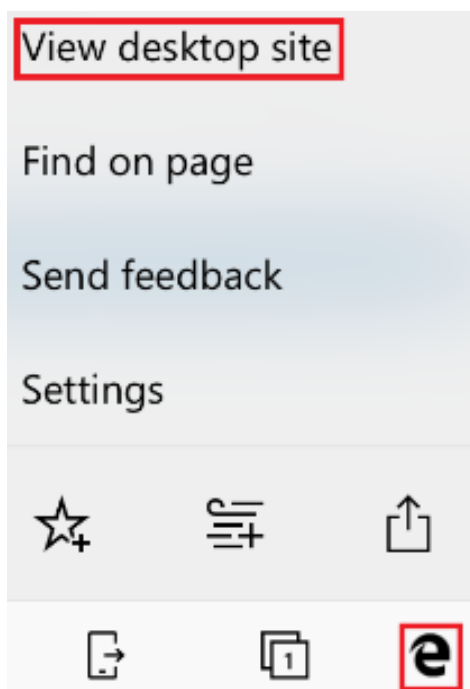 View desktop site
Find on page
Send feedback
Settings
1